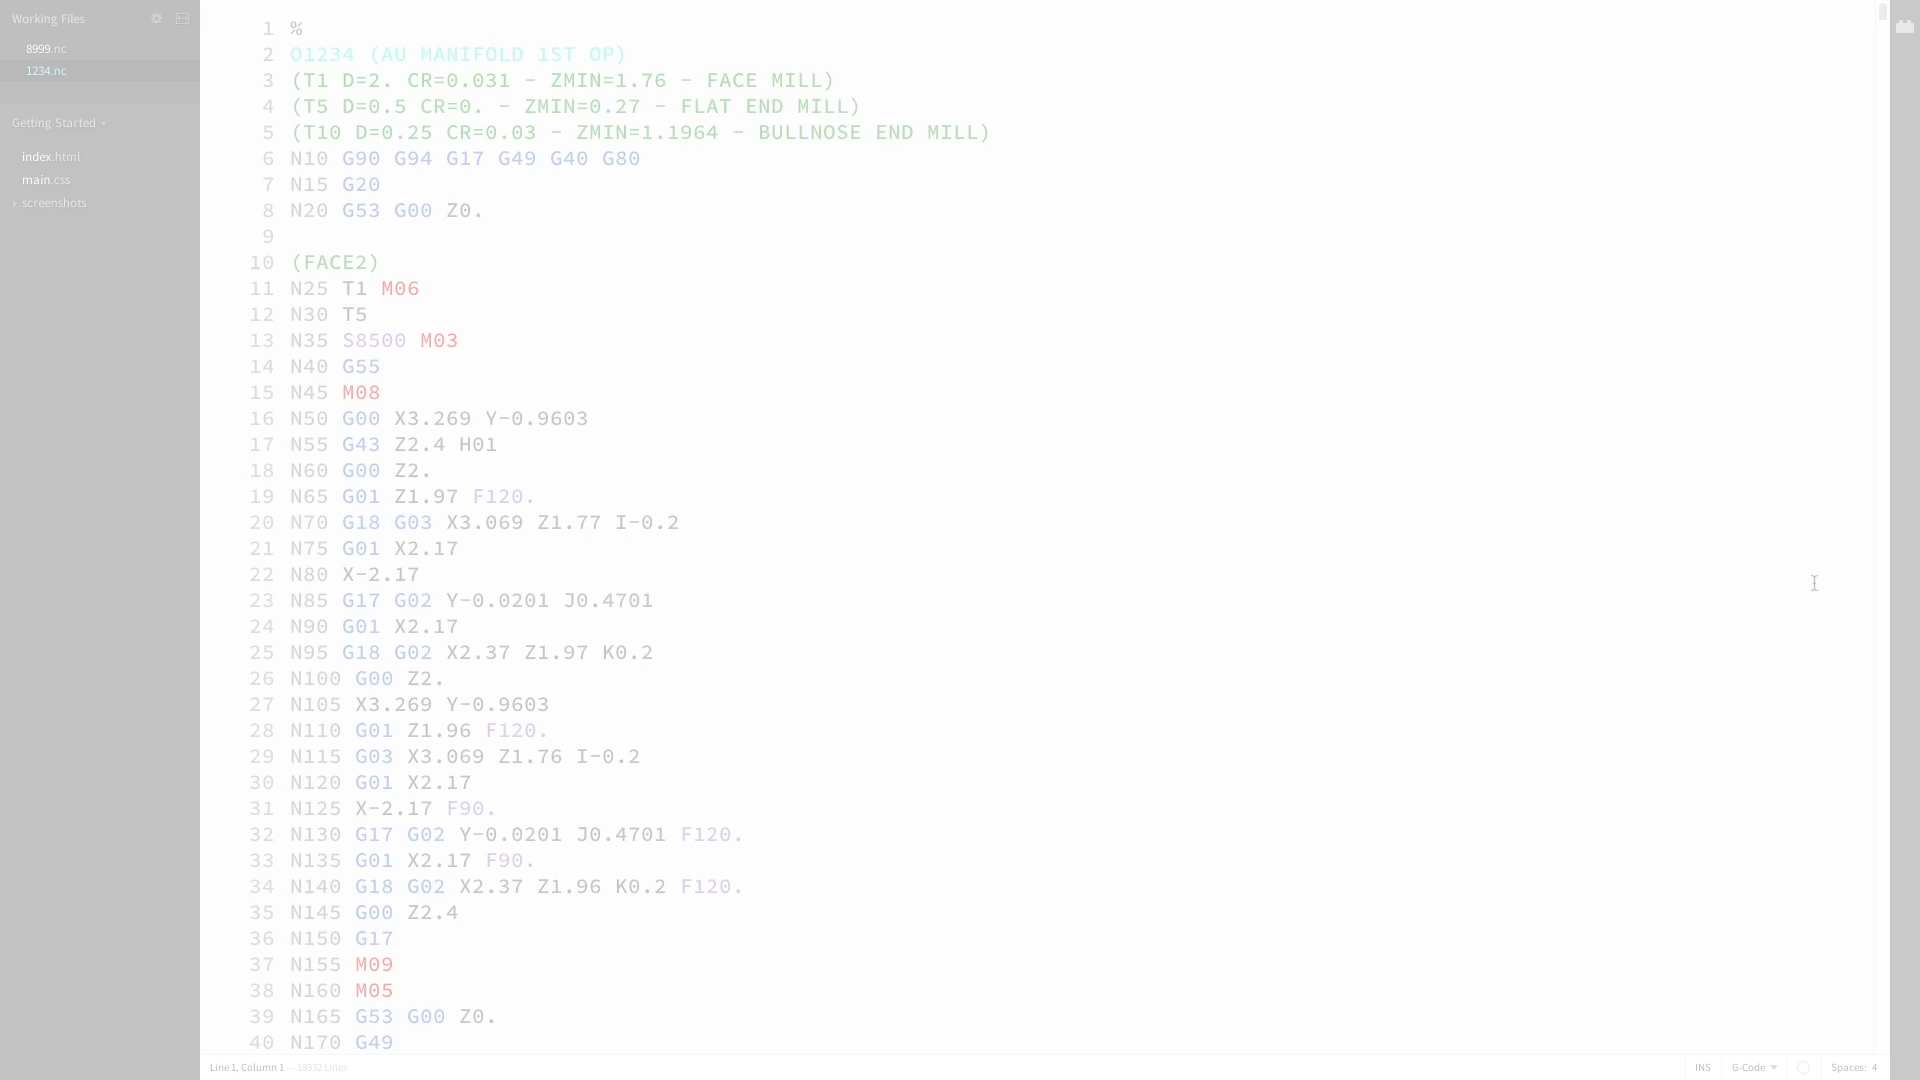 Working Files
8999.nc
1234.nc
Getting Started
index.html
main.css
screenshots
1 %
2 O1234 (AU MANIFOLD 1ST OP)
3 (T1 D=2. CR=0.031 - ZMIN=1.76 - FACE MILL)
4 (T5 D=0.5 CR=0. - ZMIN=0.27 - FLAT END MILL)
5 (T10 D=0.25 CR=0.03 - ZMIN=1.1964 - BULLNOSE END MILL)
6 N10 G90 G94 G17 G49 G40 G80
7 N15 G20
8 N20 G53 G00 Z0.
9
10 (FACE2)
11 N25 T1 M06
12 N30 T5
13 N35 S8500 M03
14 N40 G55
15 N45 M08
16 N50 G00 X3.269 Y-0.9603
17 N55 G43 Z2.4 H01
18 N60 G00 Z2.
19 N65 G01 Z1.97 F120.
20 N70 G18 G03 X3.069 Z1.77 I-0.2
21 N75 G01 X2.17
22 N80 X-2.17
23 N85 G17 G02 Y-0.0201 J0.4701
24 N90 G01 X2.17
25 N95 G18 G02 X2.37 Z1.97 K0.2
26 N100 G00 Z2.
27 N105 X3.269 Y-0.9603
28 N110 G01 Z1.96 F120.
29 N115 G03 X3.069 Z1.76 I-0.2
30 N120 G01 X2.17
31 N125 X-2.17 F90.
32 N130 G17 G02 Y-0.0201 J0.4701 F120.
33 N135 G01 X2.17 F90.
34 N140 G18 G02 X2.37 Z1.96 K0.2 F120.
35 N145 G00 Z2.4
36 N150 G17
37 N155 M09
38 N160 M05
39 N165 G53 G00 Z0.
40 N170 G49
Line 1, Column 1 — 18332 Lines
INS
G-Code
Spaces: 4